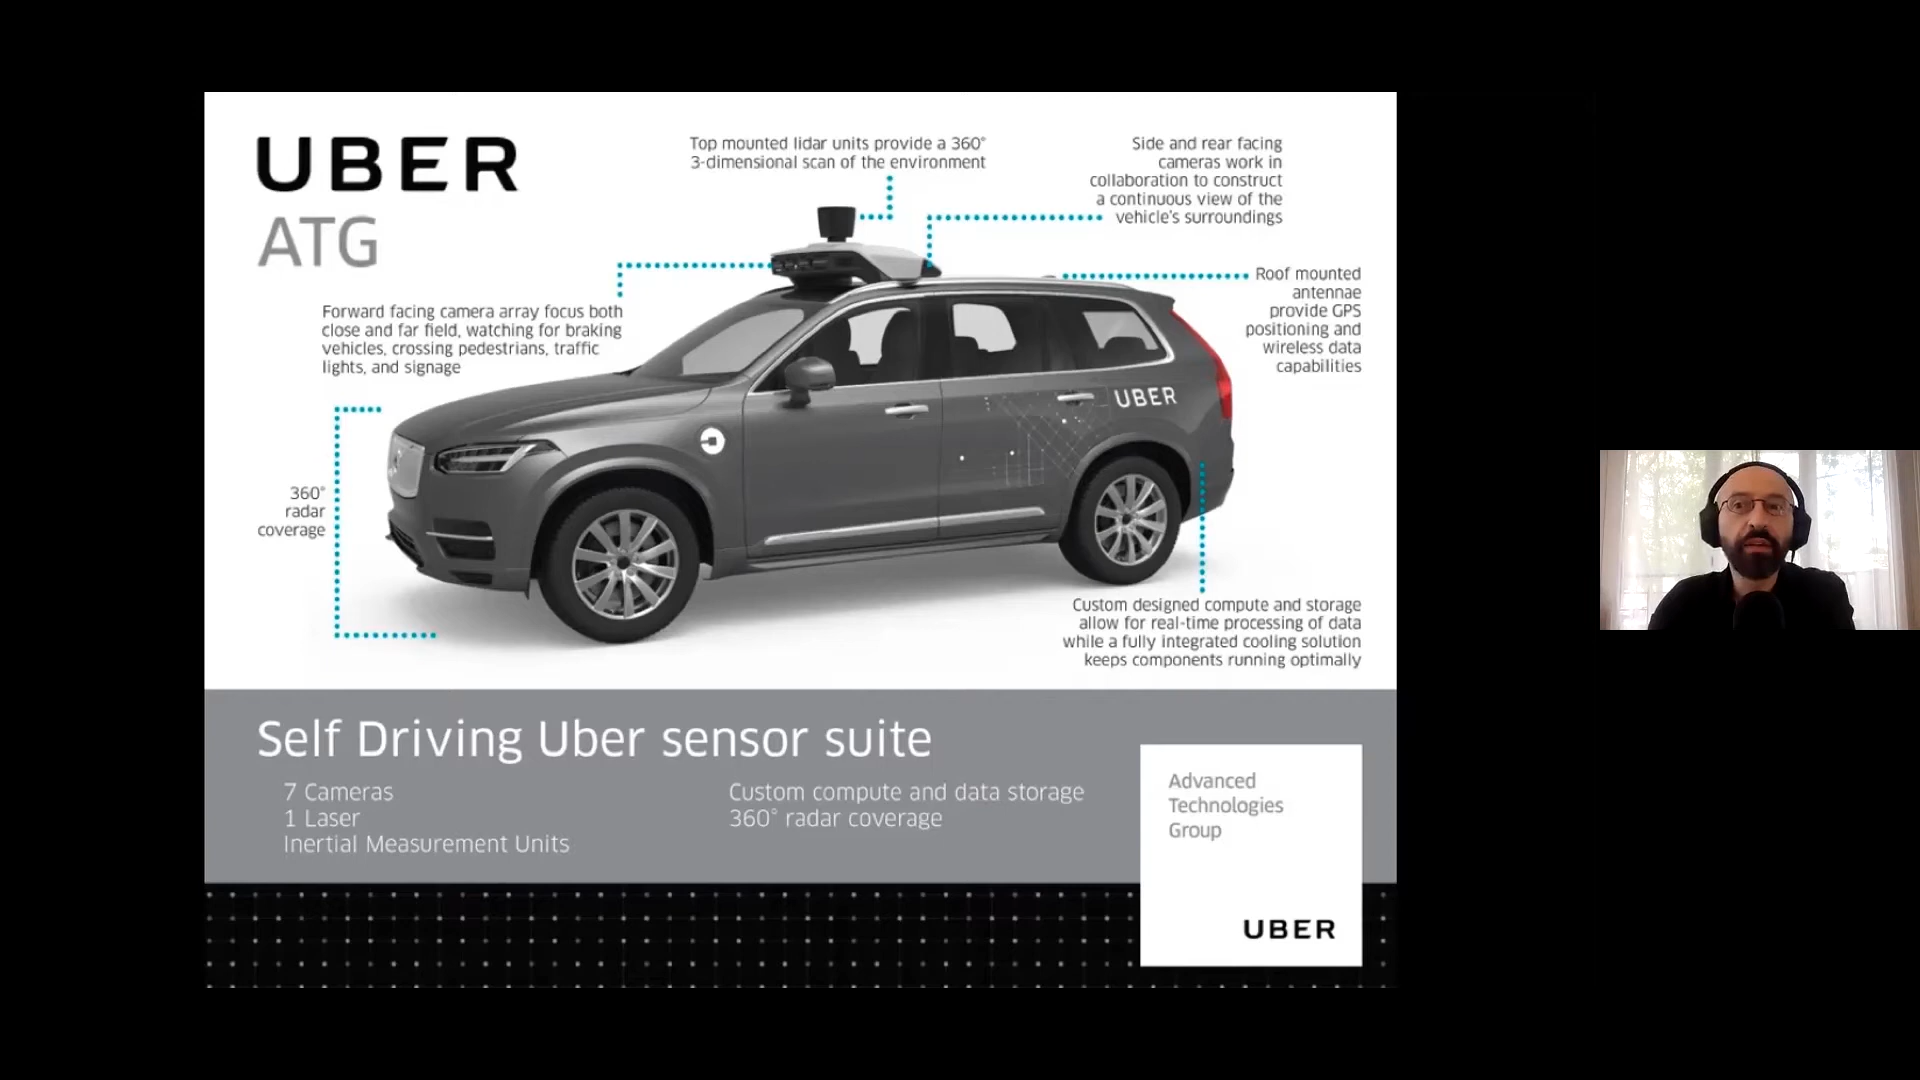 UBER
ATG
Top mounted lidar units provide a 360°
3-dimensional scan of the environment
Side and rear facing
cameras work in
collaboration to construct
a continuous view of the
vehicle's surroundings
Roof mounted
antennae
provide GPS
positioning and
wireless data
capabilities
Forward facing camera array focus both
close and far field, watching for braking
vehicles, crossing pedestrians, traffic
lights, and signage
UBER
360°
radar
coverage
Custom designed compute and storage
allow for real-time processing of data
while a fully integrated cooling solution
keeps components running optimally
Self Driving Uber sensor suite
7 Cameras
1 Laser
Inertial Measurement Units
Custom compute and data storage
360° radar coverage
Advanced
Technologies
Group
UBER